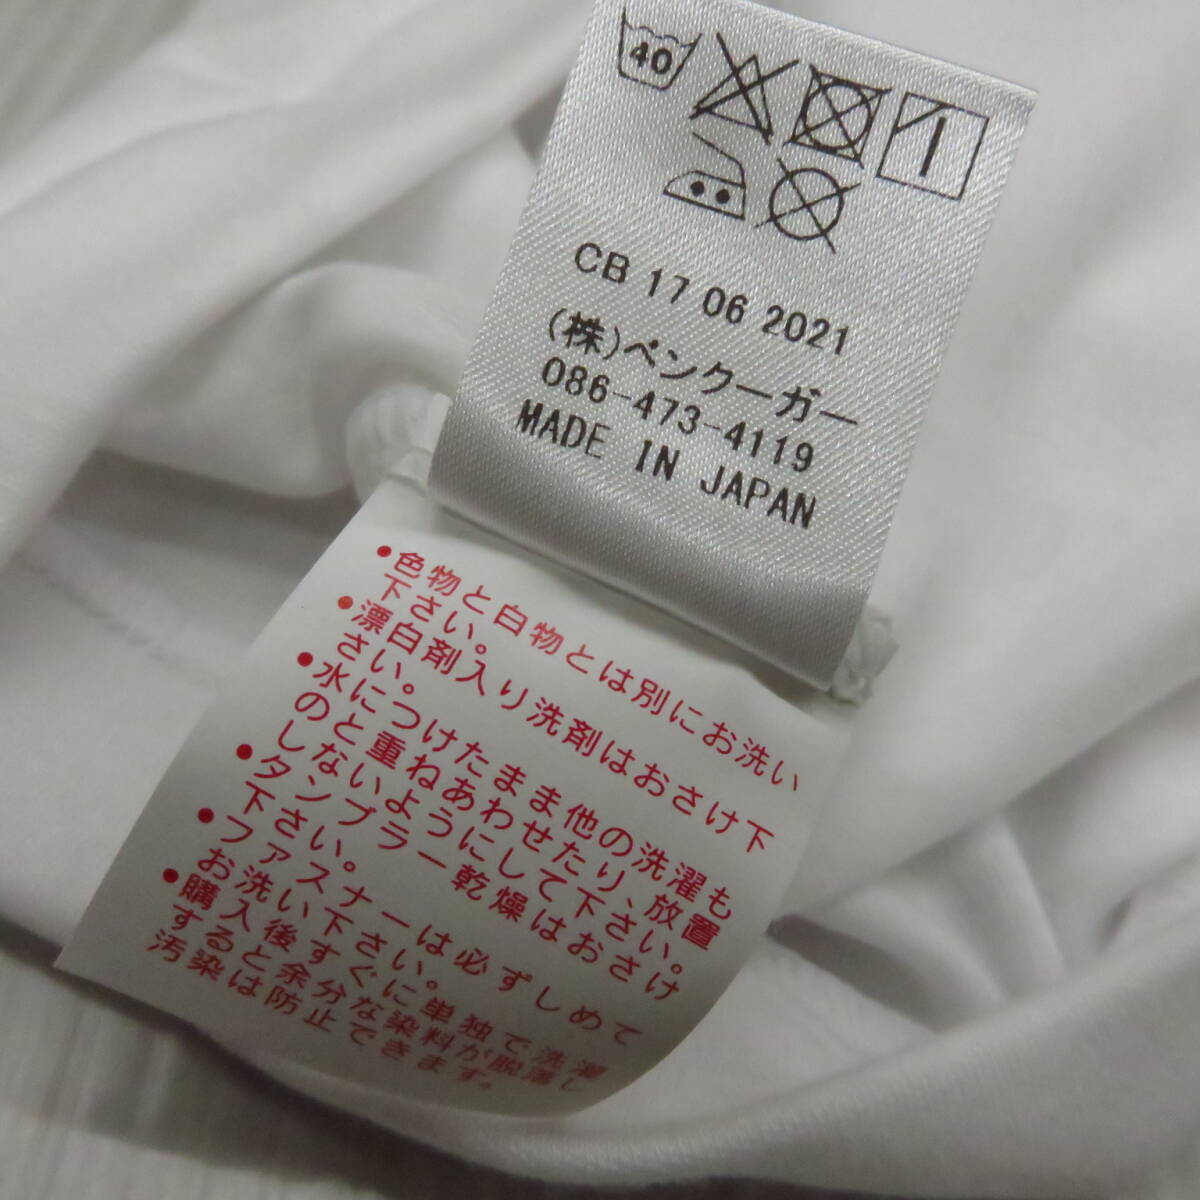 40
CB 17 06 2021
(株)ペンクーガー
086-473-4119
MADE IN JAPAN
●色物と白物とは別にお洗い
下さい。
●漂白剤入り洗剤はおさけ下
さい。
●水につけたまま他の洗濯も
のと重ねあわせたり、放置
しないようにして下さい。
●タンブラー乾燥はおさけ
下さい。
●ファスナーは必ずしめて
お洗い下さい。
●購入後すぐに単独で洗濯
すると余分な染料が脱落し
汚染は防止できます。